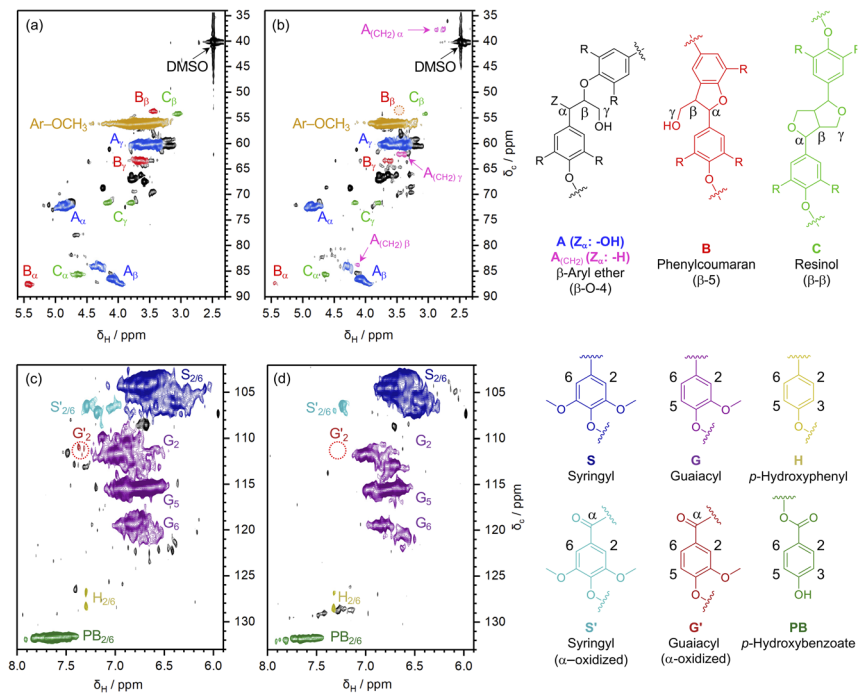 (a)
DMSO
Bβ
Cβ
Ar–OCH3
Aγ
Bγ
Aα
Cγ
Bα
Cα
Aβ
5.5 5.0 4.5 4.0 3.5 3.0 2.5
δH / ppm
(b)
A(CH2) α
DMSO
Bβ
Cβ
Ar–OCH3
Aγ
Bγ
A(CH2) γ
Aα
Cγ
A(CH2) β
Bα
Cα
Aβ
5.5 5.0 4.5 4.0 3.5 3.0 2.5
δH / ppm
35
40
45
50
55
60
65
70
75
80
85
90
δc / ppm
R
O
R
Z
α
β
γ
OH
R
R
O
A (Zα: -OH)
A(CH2) (Zα: -H)
β-Aryl ether
(β-O-4)
R
γ
O
HO
β
α
R
R
O
B
Phenylcoumaran
(β-5)
O
R
R
O
α
β
γ
O
R
R
O
C
Resinol
(β-β)
(c)
S2/6
S'2/6
G'2
G2
G5
G6
H2/6
PB2/6
8.0 7.5 7.0 6.5 6.0
δH / ppm
(d)
S2/6
S'2/6
G'2
G2
G5
G6
H2/6
PB2/6
8.0 7.5 7.0 6.5 6.0
δH / ppm
105
110
115
120
125
130
δc / ppm
6 2
O O
O
S
Syringyl
6 2
5
O
O
G
Guaiacyl
6 2
5 3
O
H
p-Hydroxyphenyl
O α
6 2
O O
O
S'
Syringyl
(α–oxidized)
O α
6 2
5
O
O
G'
Guaiacyl
(α-oxidized)
O O
6 2
5 3
OH
PB
p-Hydroxybenzoate